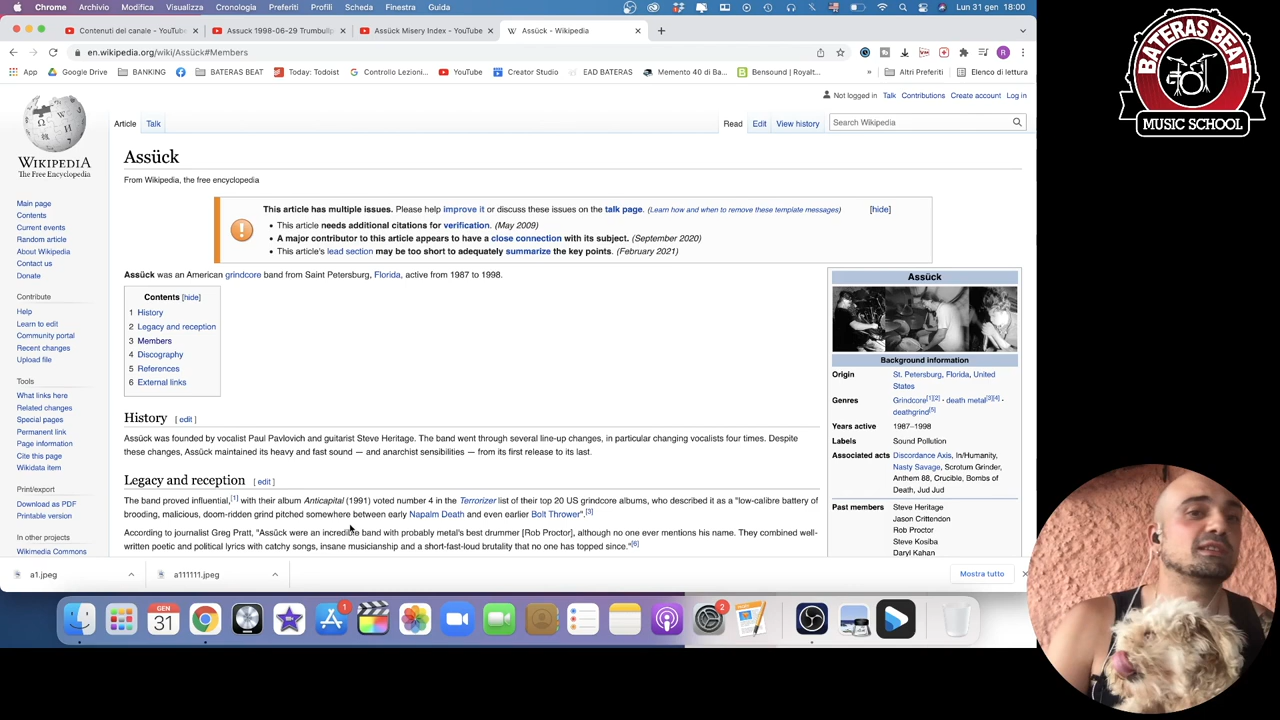 Chrome Archivio Modifica Visualizza Cronologia Preferiti Profili Scheda Finestra Guida Lun 31 gen 18:00
Contenuti del canale - YouTube
Assuck 1998-06-29 Trumbullp
Assück Misery Index - YouTube
Assück - Wikipedia
en.wikipedia.org/wiki/Assück#Members
App Google Drive BANKING BATERAS BEAT Today: Todoist Controllo Lezioni... YouTube Creator Studio EAD BATERAS Memento 40 di Ba... Bensound | Royalt... » Altri Preferiti Elenco di lettura
Not logged in Talk Contributions Create account Log in
Article Talk Read Edit View history Search Wikipedia
WIKIPEDIA
The Free Encyclopedia
Main page
Contents
Current events
Random article
About Wikipedia
Contact us
Donate
Contribute
Help
Learn to edit
Community portal
Recent changes
Upload file
Tools
What links here
Related changes
Special pages
Permanent link
Page information
Cite this page
Wikidata item
Print/export
Download as PDF
Printable version
In other projects
Wikimedia Commons
Assück
From Wikipedia, the free encyclopedia
This article has multiple issues. Please help improve it or discuss these issues on the talk page. (Learn how and when to remove these template messages) [hide]
• This article needs additional citations for verification. (May 2009)
• A major contributor to this article appears to have a close connection with its subject. (September 2020)
• This article's lead section may be too short to adequately summarize the key points. (February 2021)
Assück was an American grindcore band from Saint Petersburg, Florida, active from 1987 to 1998.
Contents [hide]
1 History
2 Legacy and reception
3 Members
4 Discography
5 References
6 External links
History [ edit ]
Assück was founded by vocalist Paul Pavlovich and guitarist Steve Heritage. The band went through several line-up changes, in particular changing vocalists four times. Despite
these changes, Assück maintained its heavy and fast sound — and anarchist sensibilities — from its first release to its last.
Legacy and reception [ edit ]
The band proved influential,[1] with their album Anticapital (1991) voted number 4 in the Terrorizer list of their top 20 US grindcore albums, who described it as a "low-calibre battery of
brooding, malicious, doom-ridden grind pitched somewhere between early Napalm Death and even earlier Bolt Thrower".[3]
According to journalist Greg Pratt, "Assück were an incredible band with probably metal's best drummer [Rob Proctor], although no one ever mentions his name. They combined well-
written poetic and political lyrics with catchy songs, insane musicianship and a short-fast-loud brutality that no one has topped since."[6]
Assück
Background information
Origin St. Petersburg, Florida, United
States
Genres Grindcore[1][2] · death metal[3][4] ·
deathgrind[5]
Years active 1987–1998
Labels Sound Pollution
Associated acts Discordance Axis, In/Humanity,
Nasty Savage, Scrotum Grinder,
Anthem 88, Crucible, Bombs of
Death, Jud Jud
Past members Steve Heritage
Jason Crittendon
Rob Proctor
Steve Kosiba
Daryl Kahan
a1.jpeg
a111111.jpeg
Mostra tutto
GEN
31
1
2
BATERAS BEAT
MUSIC SCHOOL